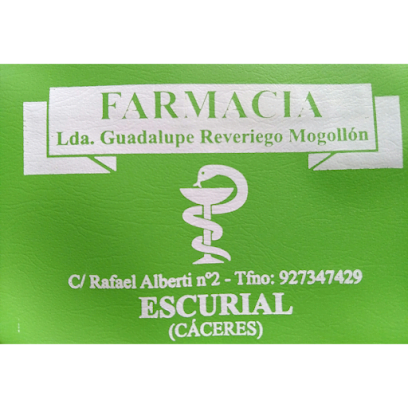 FARMACIA
Lda. Guadalupe Reveriego Mogollón
C/ Rafael Alberti nº2 - Tfno: 927347429
ESCURIAL
(CÁCERES)